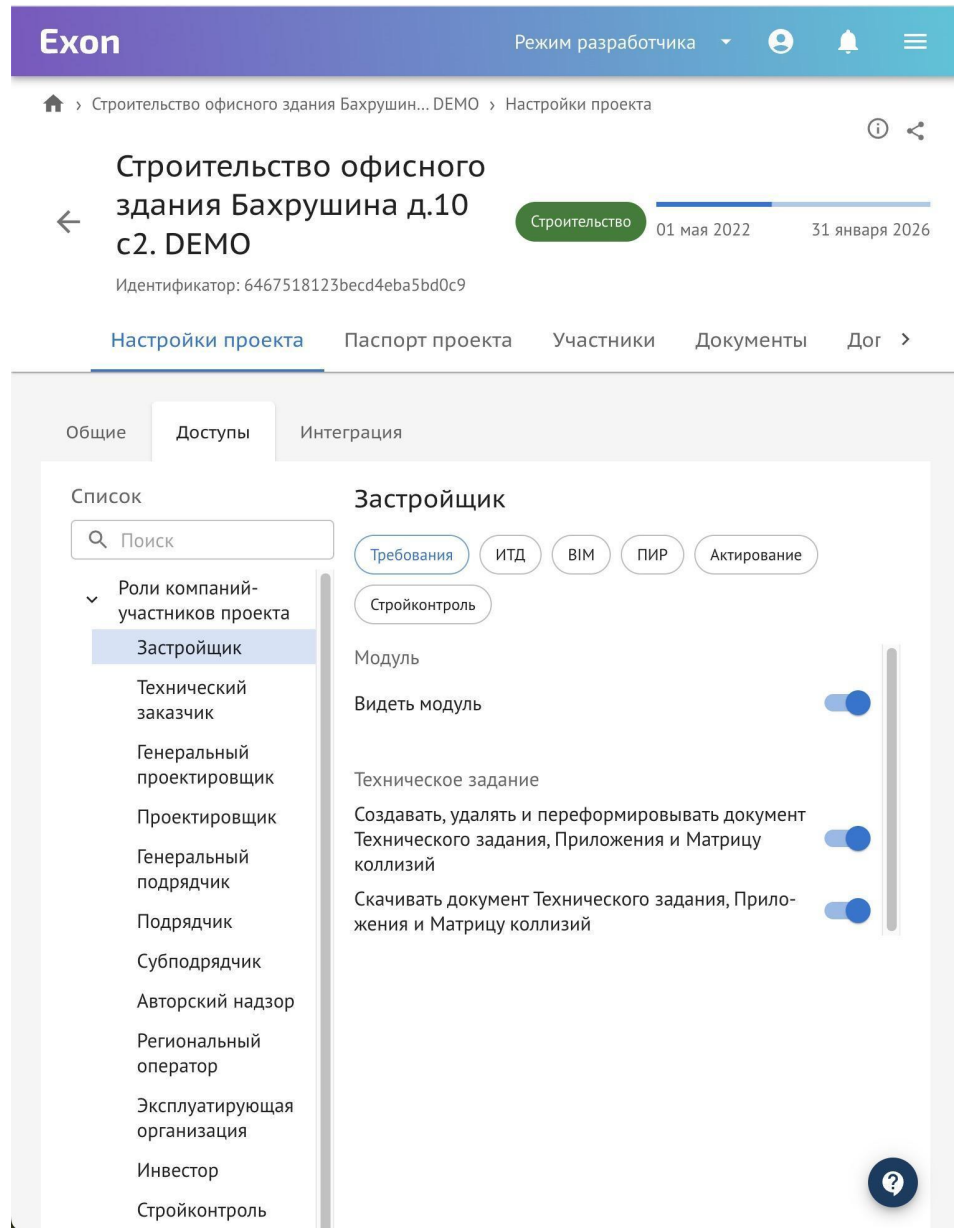 Exon
Режим разработчика
Строительство офисного здания Бахрушин... DEMO › Настройки проекта
Строительство офисного
здания Бахрушина д.10
с2. DEMO
Строительство
01 мая 2022
31 января 2026
Идентификатор: 6467518123becd4eba5bd0c9
Настройки проекта
Паспорт проекта
Участники
Документы
Дог
Общие
Доступы
Интеграция
Список
Поиск
Роли компаний-
участников проекта
Застройщик
Технический
заказчик
Генеральный
проектировщик
Проектировщик
Генеральный
подрядчик
Подрядчик
Субподрядчик
Авторский надзор
Региональный
оператор
Эксплуатирующая
организация
Инвестор
Стройконтроль
Застройщик
Требования
ИТД
BIM
ПИР
Актирование
Стройконтроль
Модуль
Видеть модуль
Техническое задание
Создавать, удалять и переформировывать документ
Технического задания, Приложения и Матрицу
коллизий
Скачивать документ Технического задания, Прило-
жения и Матрицу коллизий